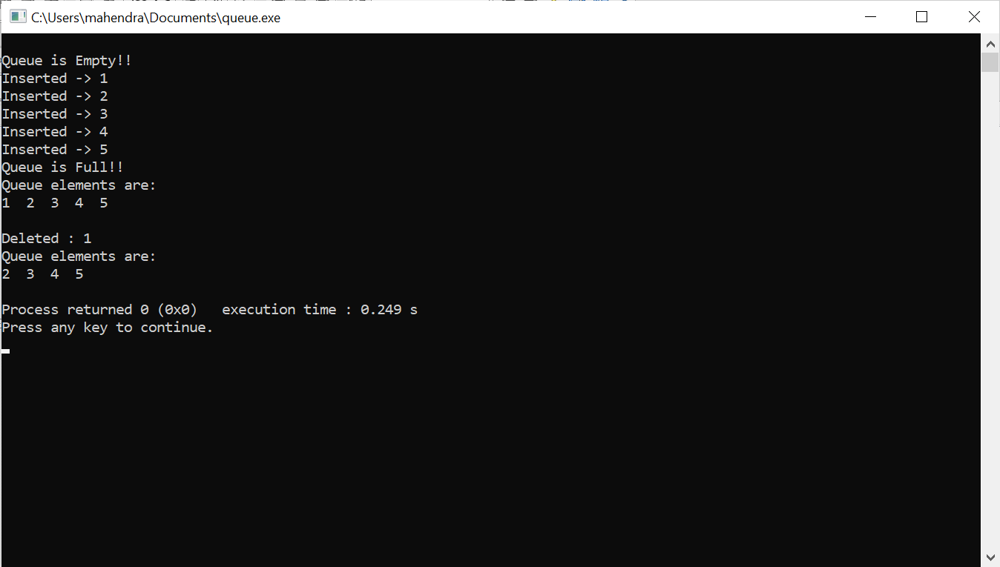 C:\Users\mahendra\Documents\queue.exe
Queue is Empty!!
Inserted -> 1
Inserted -> 2
Inserted -> 3
Inserted -> 4
Inserted -> 5
Queue is Full!!
Queue elements are:
1  2  3  4  5
Deleted : 1
Queue elements are:
2  3  4  5
Process returned 0 (0x0)   execution time : 0.249 s
Press any key to continue.